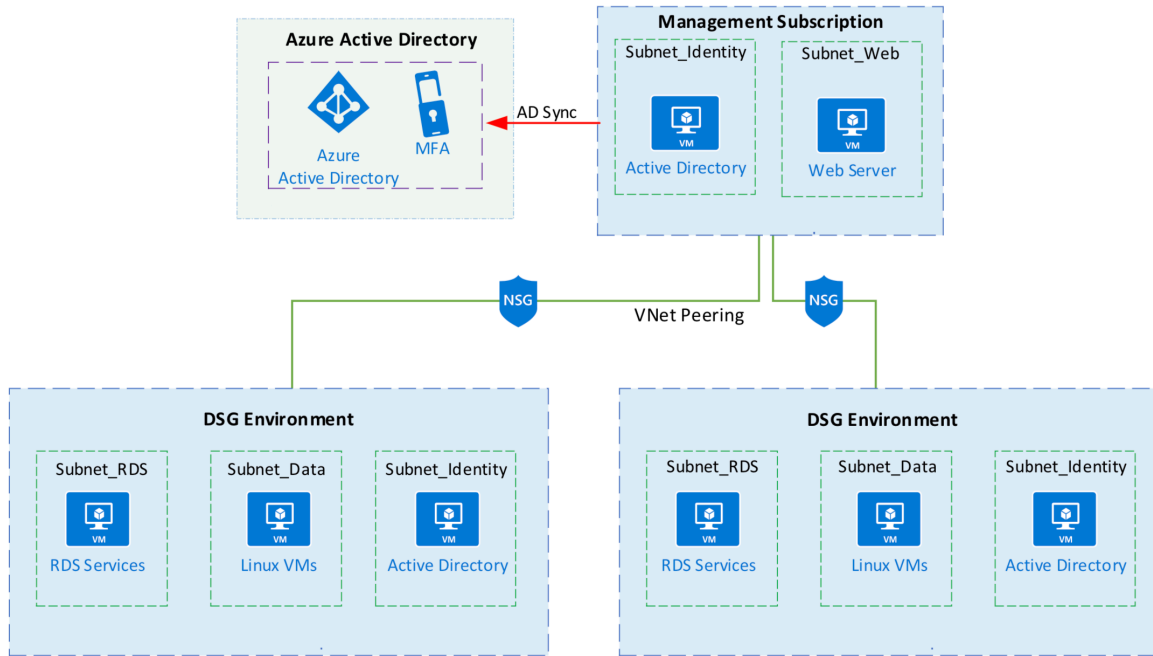 Azure Active Directory
Azure
Active Directory
MFA
AD Sync
Management Subscription
Subnet_Identity
VM
Active Directory
Subnet_Web
VM
Web Server
NSG
VNet Peering
NSG
DSG Environment
Subnet_RDS
VM
RDS Services
Subnet_Data
VM
Linux VMs
Subnet_Identity
VM
Active Directory
DSG Environment
Subnet_RDS
VM
RDS Services
Subnet_Data
VM
Linux VMs
Subnet_Identity
VM
Active Directory